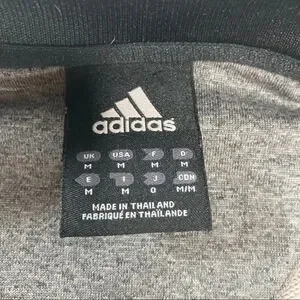 adidas
UK USA F D
M M M M
E I J CDN
M M O M/M
MADE IN THAILAND
FABRIQUÉ EN THAÏLANDE